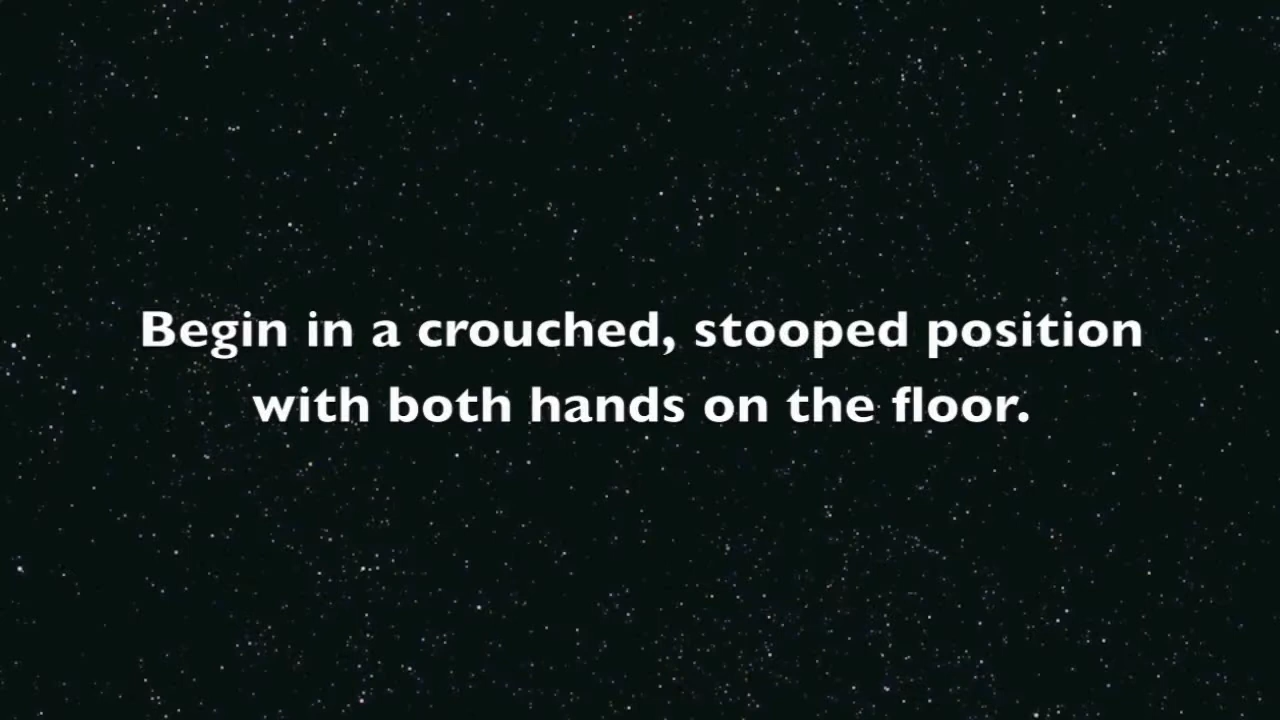 Begin in a crouched, stooped position
with both hands on the floor.